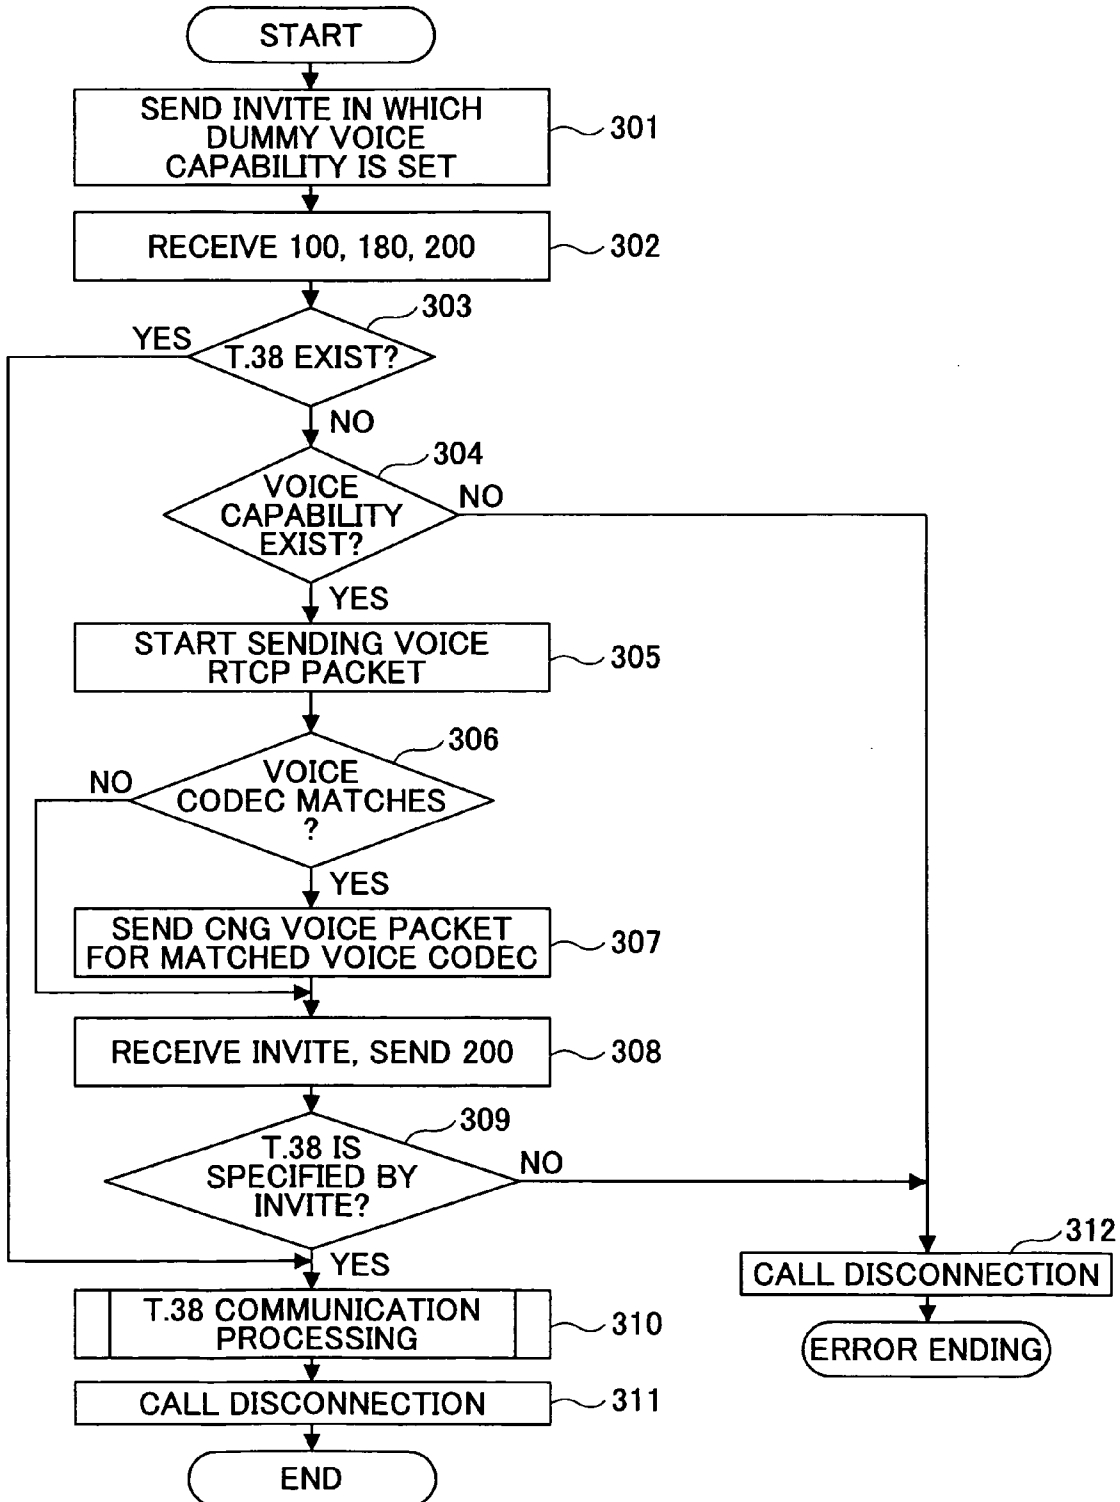 START
SEND INVITE IN WHICH
DUMMY VOICE
CAPABILITY IS SET
301
RECEIVE 100, 180, 200
302
303
YES
T.38 EXIST?
NO
304
VOICE
CAPABILITY
EXIST?
NO
YES
START SENDING VOICE
RTCP PACKET
305
306
NO
VOICE
CODEC MATCHES
?
YES
SEND CNG VOICE PACKET
FOR MATCHED VOICE CODEC
307
RECEIVE INVITE, SEND 200
308
309
T.38 IS
SPECIFIED BY
INVITE?
NO
YES
312
CALL DISCONNECTION
ERROR ENDING
T.38 COMMUNICATION
PROCESSING
310
CALL DISCONNECTION
311
END